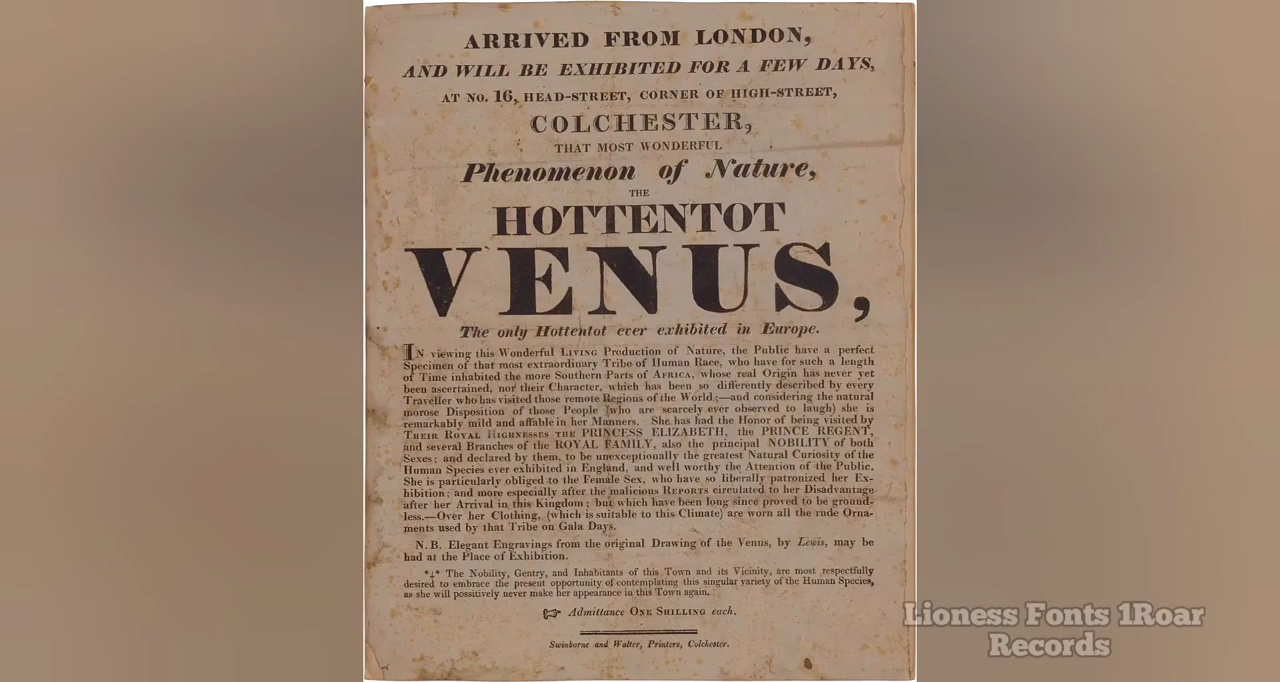 ARRIVED FROM LONDON,
AND WILL BE EXHIBITED FOR A FEW DAYS,
AT No. 16, HEAD-STREET, CORNER OF HIGH-STREET,
COLCHESTER,
THAT MOST WONDERFUL
Phenomenon of Nature,
THE
HOTTENTOT
VENUS,
The only Hottentot ever exhibited in Europe.
IN viewing this Wonderful LIVING Production of Nature, the Public have a perfect
Specimen of that most extraordinary Tribe of Human Race, who have for such a length
of Time inhabited the more Southern Parts of AFRICA, whose real Origin has never yet
been ascertained, nor their Character, which has been so differently described by every
Traveller who has visited those remote Regions of the World;—and considering the natural
morose Disposition of those People (who are scarcely ever observed to laugh) she is
remarkably mild and affable in her Manners. She has had the Honor of being visited by
THEIR ROYAL HIGHNESSES THE PRINCESS ELIZABETH, the PRINCE REGENT,
and several Branches of the ROYAL FAMILY, also the principal NOBILITY of both
Sexes; and declared by them, to be unexceptionally the greatest Natural Curiosity of the
Human Species ever exhibited in England, and well worthy the Attention of the Public.
She is particularly obliged to the Female Sex, who have so liberally patronized her Ex-
hibition; and more especially after the malicious REPORTS circulated to her Disadvantage
after her Arrival in this Kingdom; but which have been long since proved to be ground-
less.—Over her Clothing, (which is suitable to this Climate) are worn all the rude Orna-
ments used by that Tribe on Gala Days.
N.B. Elegant Engravings from the original Drawing of the Venus, by Lewis, may be
had at the Place of Exhibition.
*‡* The Nobility, Gentry, and Inhabitants of this Town and its Vicinity, are most respectfully
desired to embrace the present opportunity of contemplating this singular variety of the Human Species,
as she will possitively never make her appearance in this Town again.
☞ Admittance ONE SHILLING each.
Swinborne and Walter, Printers, Colchester.
Lioness Fonts 1Roar
Records